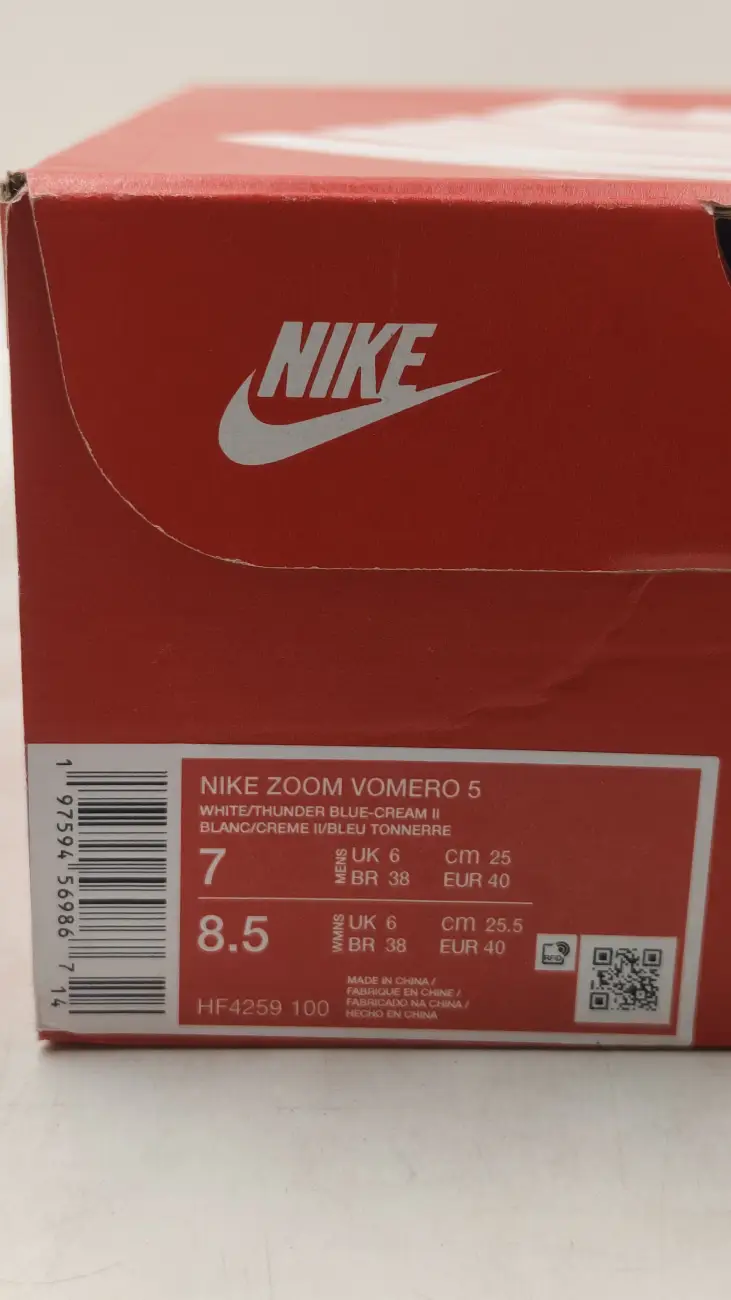 NIKE
NIKE ZOOM VOMERO 5
WHITE/THUNDER BLUE-CREAM II
BLANC/CREME II/BLEU TONNERRE
7
MENS
UK 6
cm 25
BR 38
EUR 40
8.5
WMNS
UK 6
cm 25.5
BR 38
EUR 40
RFID
HF4259 100
MADE IN CHINA /
FABRIQUE EN CHINE /
FABRICADO NA CHINA /
HECHO EN CHINA
1 97594 56986 7 14